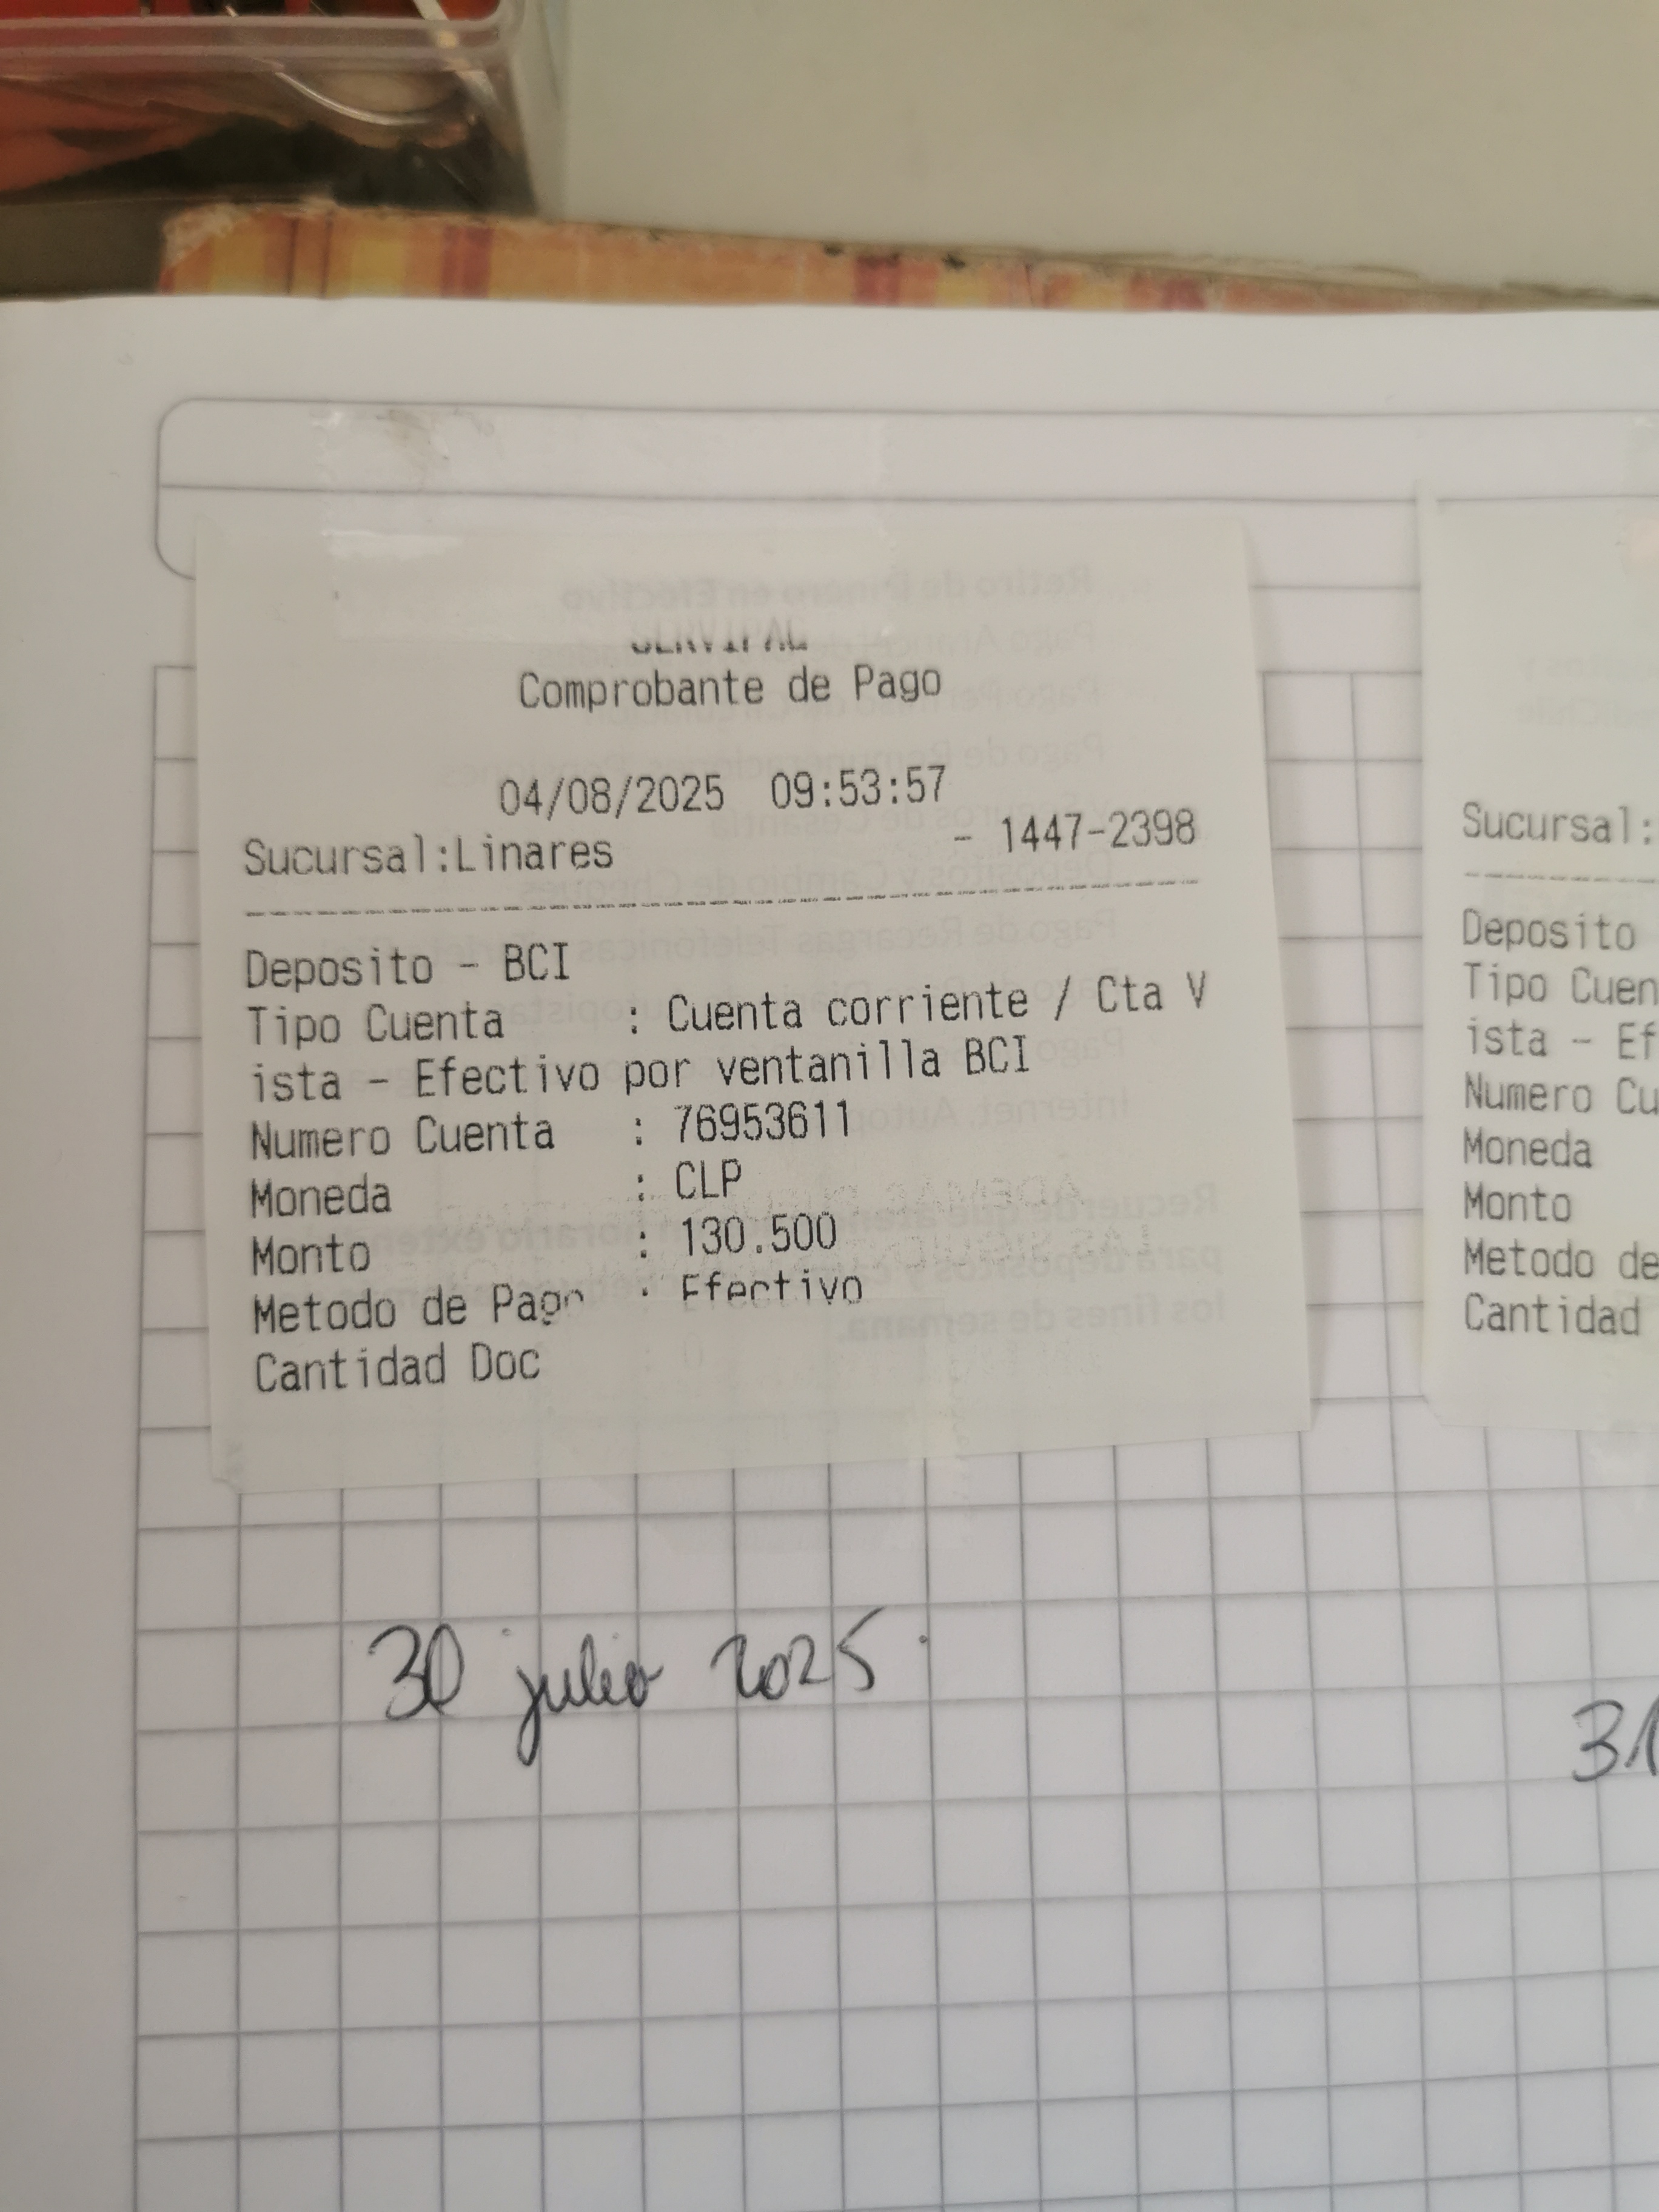 SERVIPAG
Comprobante de Pago
04/08/2025 09:53:57
Sucursal:Linares - 1447-2398
Deposito - BCI
Tipo Cuenta : Cuenta corriente / Cta V
ista - Efectivo por ventanilla BCI
Numero Cuenta : 76953611
Moneda : CLP
Monto : 130.500
Metodo de Pago : Efectivo
Cantidad Doc
30 julio 2025
Sucursal:
Deposito
Tipo Cuen
ista - Ef
Numero Cu
Moneda
Monto
Metodo de
Cantidad
31